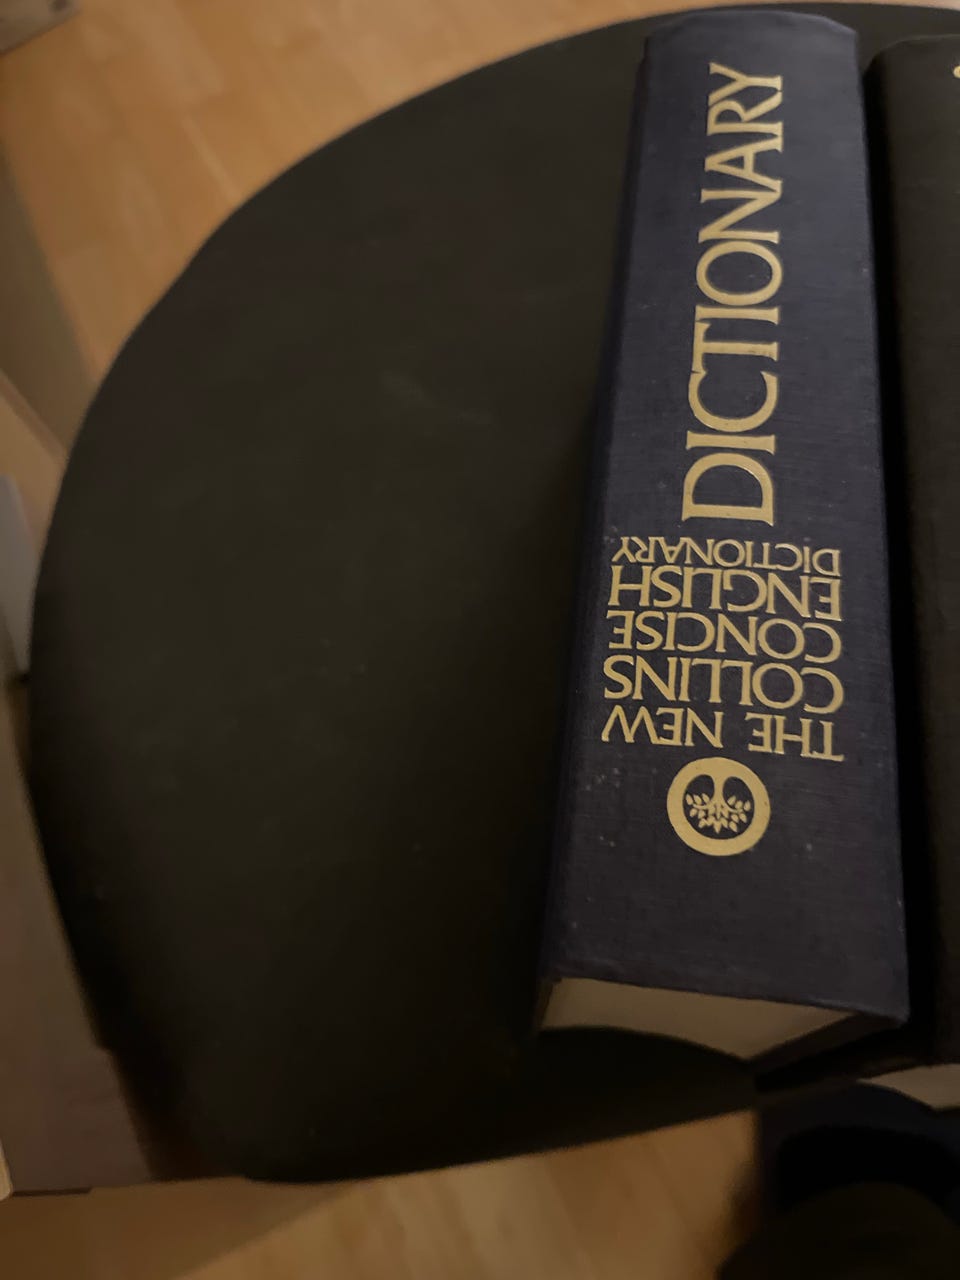 THE NEW
COLLINS
CONCISE
ENGLISH
DICTIONARY
DICTIONARY